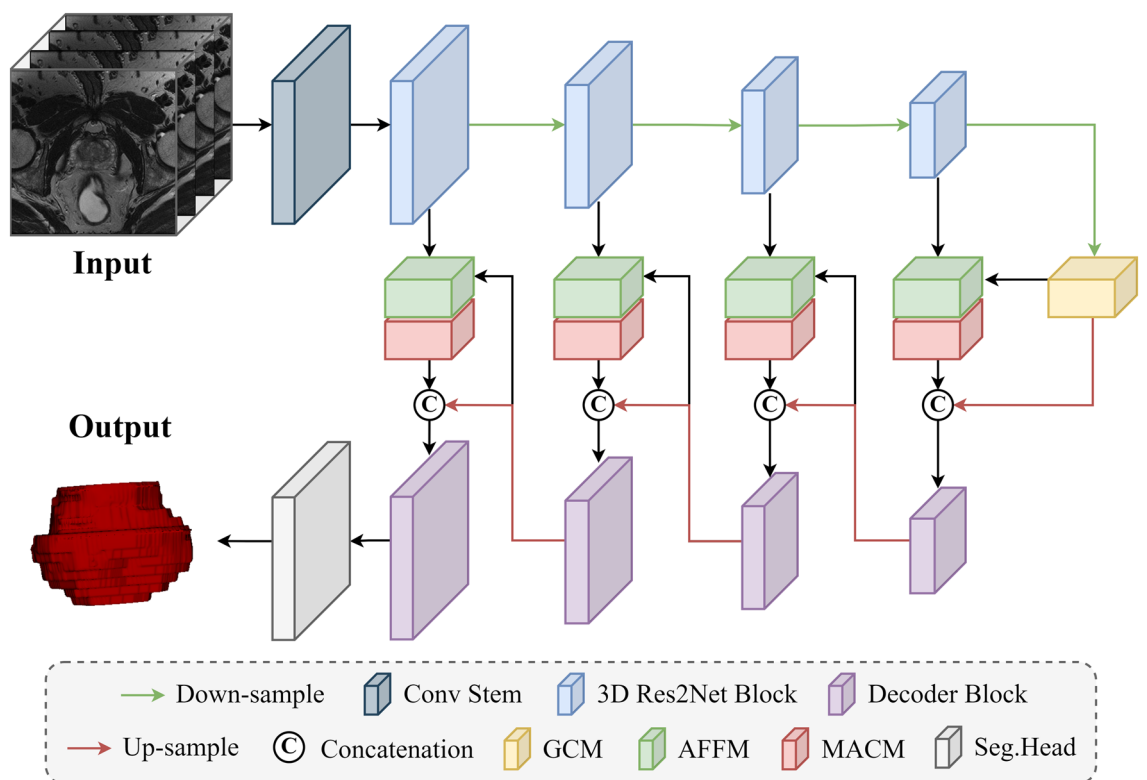 Input
C C C C
Output
Down-sample Conv Stem 3D Res2Net Block Decoder Block
Up-sample C Concatenation GCM AFFM MACM Seg.Head